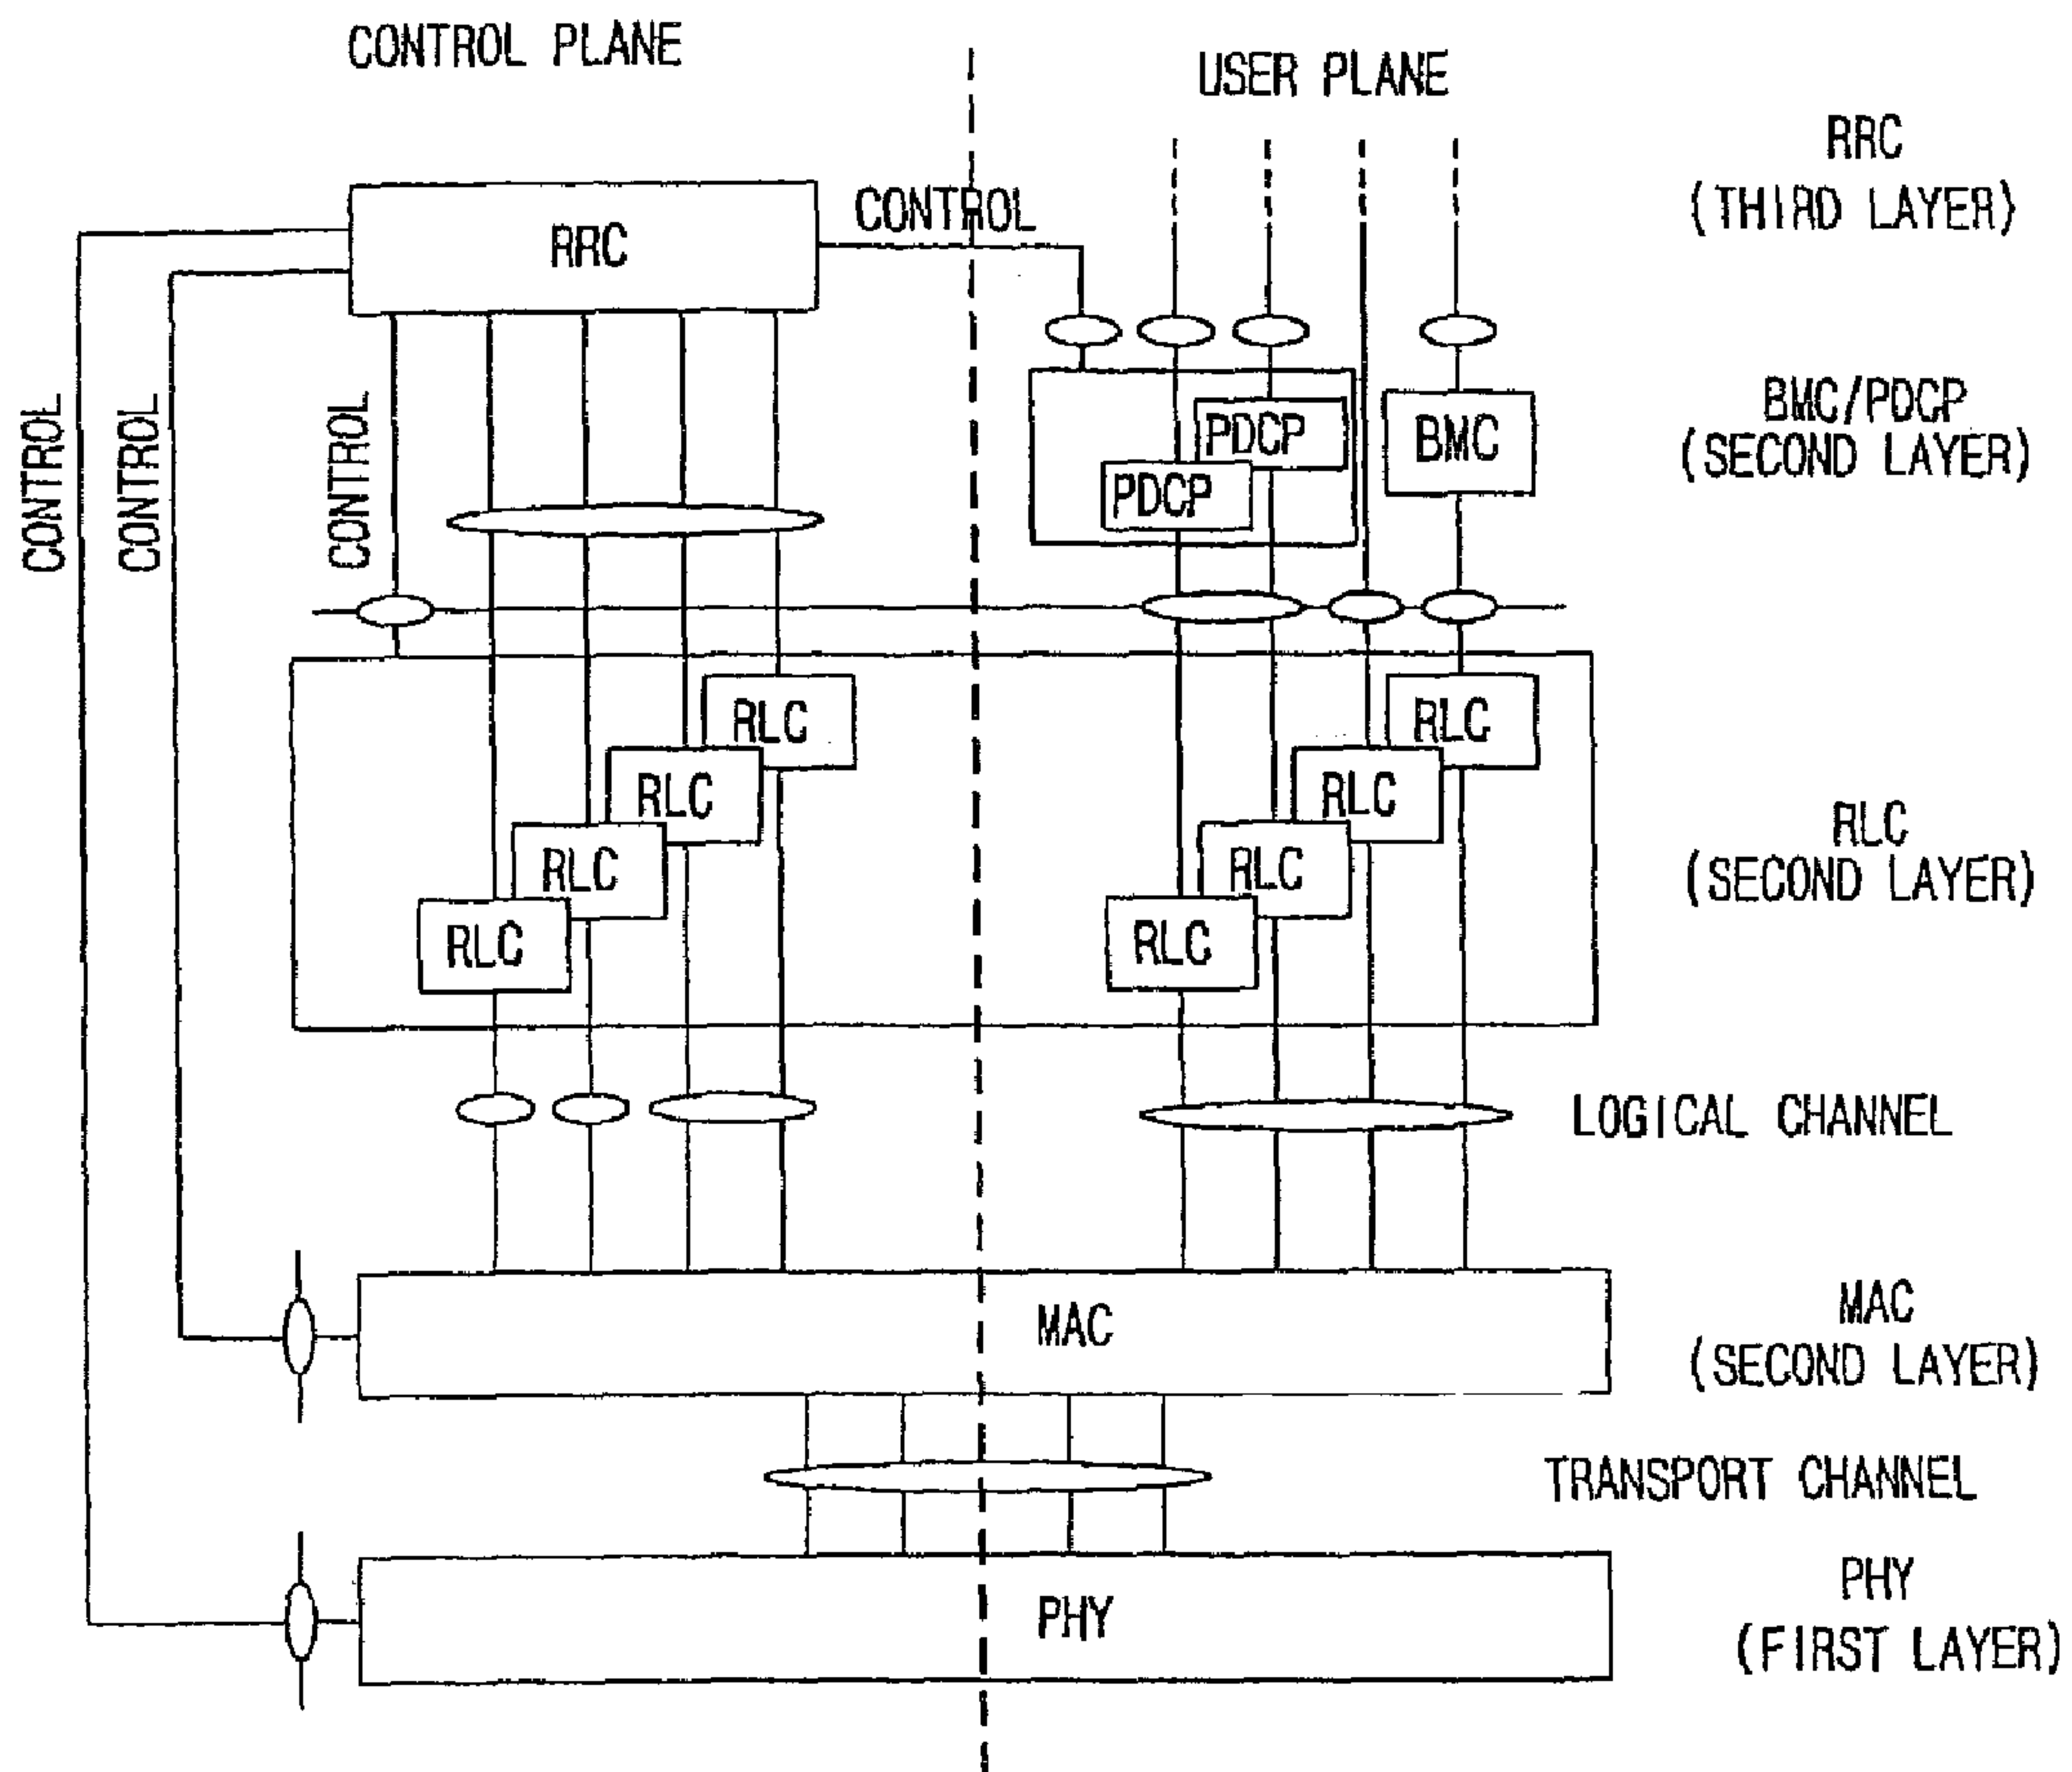 CONTROL PLANE
USER PLANE
RRC
(THIRD LAYER)
CONTROL
RRC
CONTROL
CONTROL
CONTROL
PDCP
PDCP
BMC
BMC/PDCP
(SECOND LAYER)
RLC
RLC
RLC
RLC
RLC
RLC
RLC
RLC
RLC
(SECOND LAYER)
LOGICAL CHANNEL
MAC
MAC
(SECOND LAYER)
TRANSPORT CHANNEL
PHY
PHY
(FIRST LAYER)